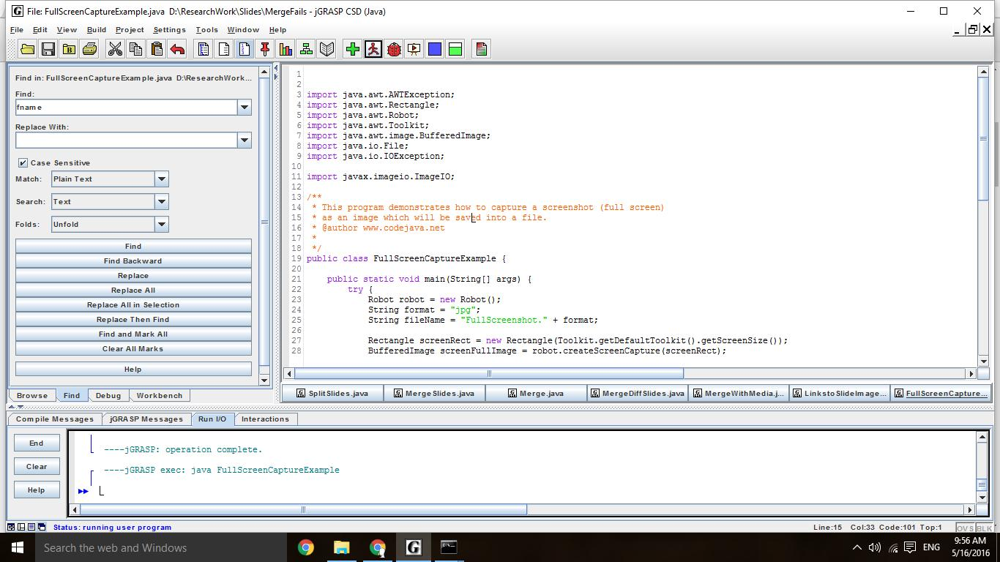 File: FullScreenCaptureExample.java  D:\ResearchWork\Slides\MergeFails - jGRASP CSD (Java)
File  Edit  View  Build  Project  Settings  Tools  Window  Help
Find in: FullScreenCaptureExample.java  D:\ResearchWork...
Find:
fname
Replace With:
Case Sensitive
Match: Plain Text
Search: Text
Folds: Unfold
Find
Find Backward
Replace
Replace All
Replace All in Selection
Replace Then Find
Find and Mark All
Clear All Marks
Help
Browse  Find  Debug  Workbench
1
2
3 import java.awt.AWTException;
4 import java.awt.Rectangle;
5 import java.awt.Robot;
6 import java.awt.Toolkit;
7 import java.awt.image.BufferedImage;
8 import java.io.File;
9 import java.io.IOException;
10
11 import javax.imageio.ImageIO;
12
13 /**
14  * This program demonstrates how to capture a screenshot (full screen)
15  * as an image which will be saved into a file.
16  * @author www.codejava.net
17  *
18  */
19 public class FullScreenCaptureExample {
20
21     public static void main(String[] args) {
22         try {
23             Robot robot = new Robot();
24             String format = "jpg";
25             String fileName = "FullScreenshot." + format;
26
27             Rectangle screenRect = new Rectangle(Toolkit.getDefaultToolkit().getScreenSize());
28             BufferedImage screenFullImage = robot.createScreenCapture(screenRect);
SplitSlides.java  MergeSlides.java  Merge.java  MergeDiffSlides.java  MergeWithMedia.j...  LinkstoSlideImage...  FullScreenCapture...
Compile Messages  jGRASP Messages  Run I/O  Interactions
End
Clear
Help
----jGRASP: operation complete.
----jGRASP exec: java FullScreenCaptureExample
Status: running user program
Line:15  Col:33  Code:101  Top:1  OVS BLK
Search the web and Windows
ENG
9:56 AM
5/16/2016